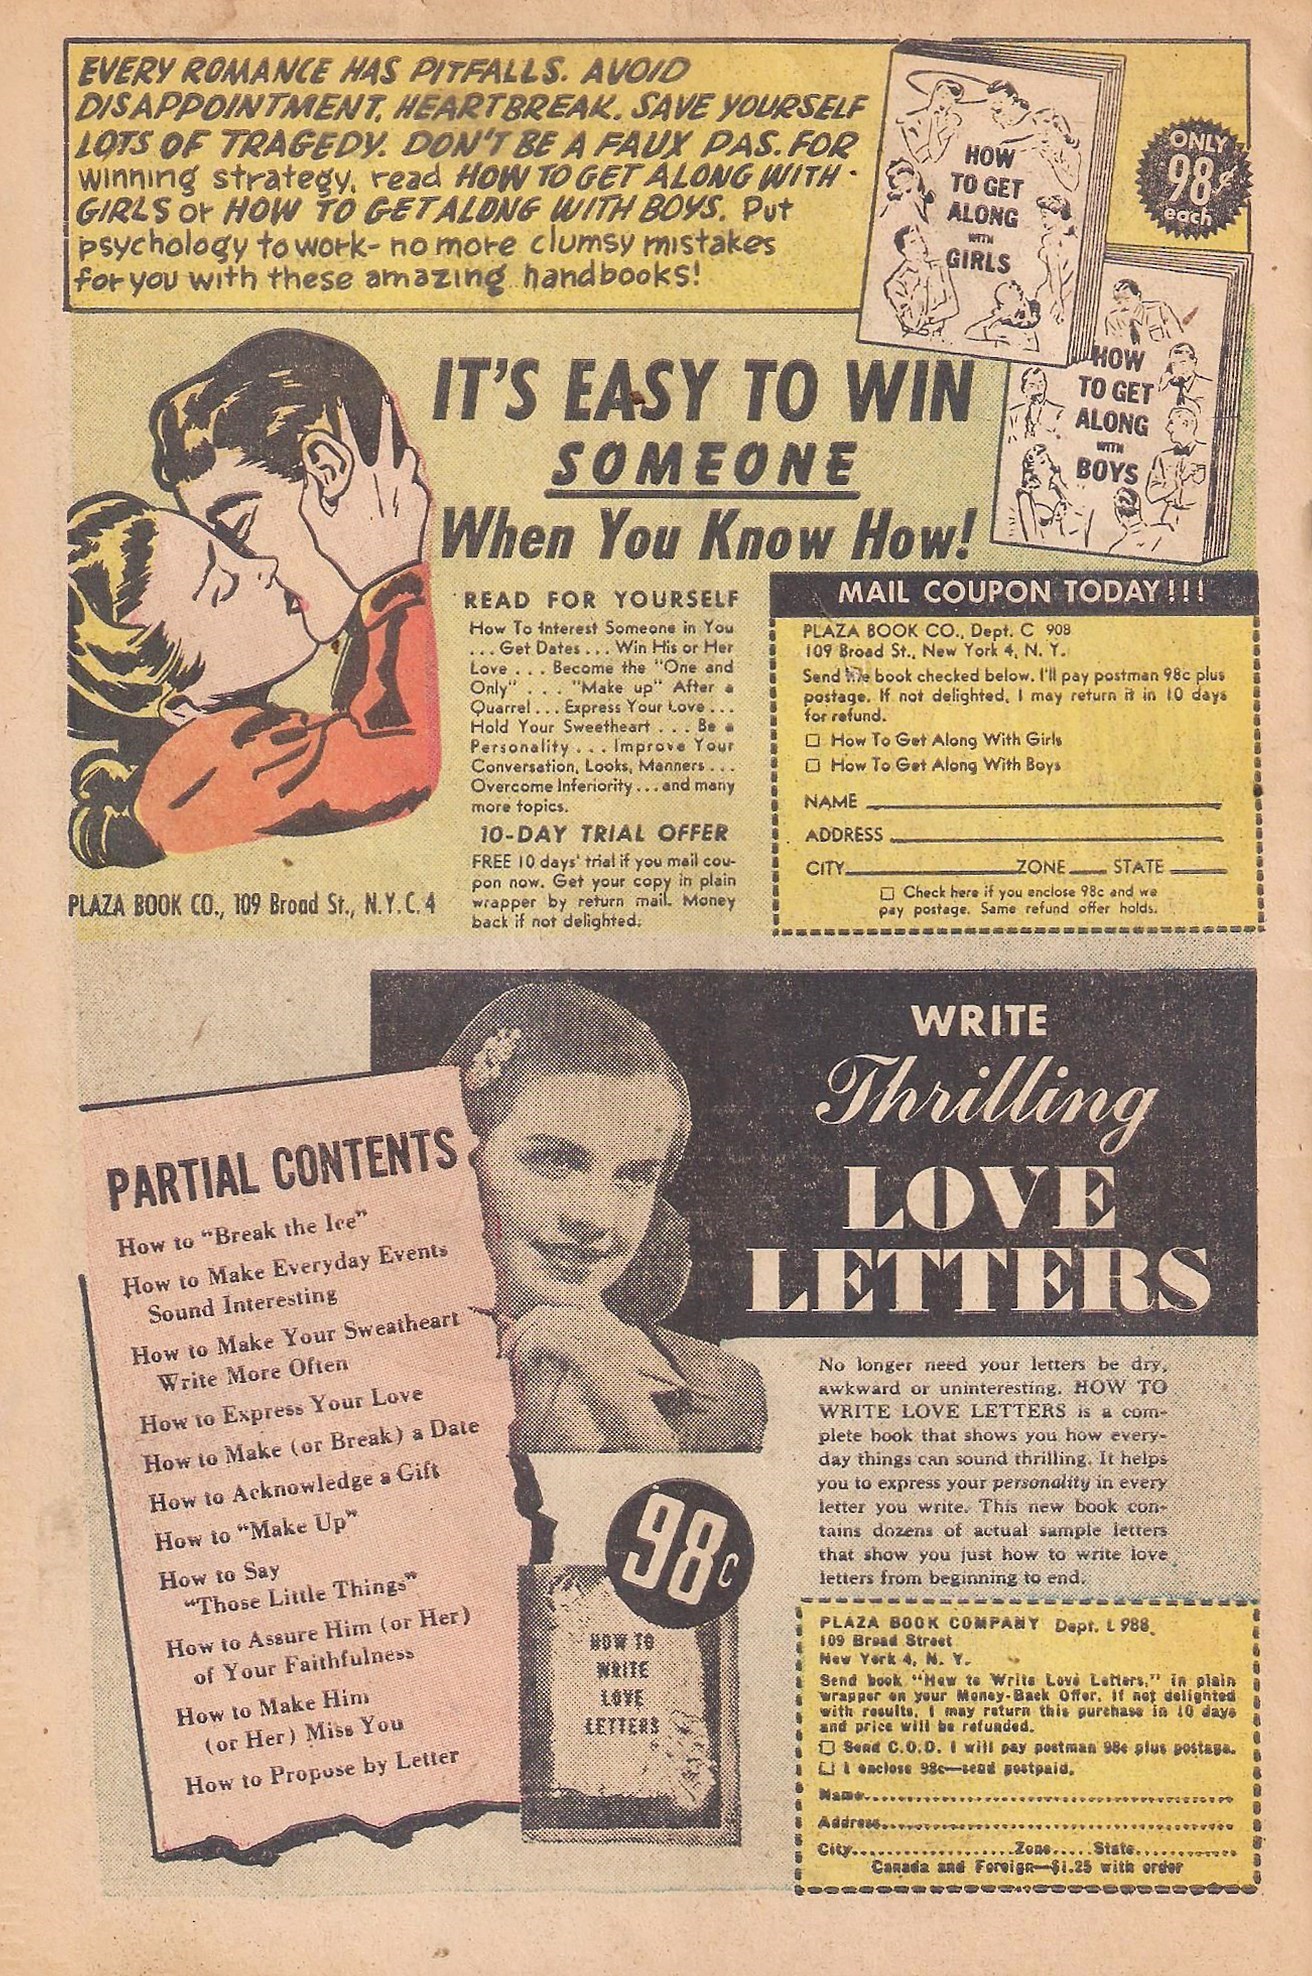 EVERY ROMANCE HAS PITFALLS. AVOID
DISAPPOINTMENT, HEARTBREAK. SAVE YOURSELF
LOTS OF TRAGEDY. DON'T BE A FAUX PAS. FOR
winning strategy, read HOW TO GET ALONG WITH
GIRLS or HOW TO GET ALONG WITH BOYS. Put
psychology to work- no more clumsy mistakes
for you with these amazing handbooks!
HOW
TO GET
ALONG
WITH
GIRLS
ONLY
98¢
each
HOW
TO GET
ALONG
WITH
BOYS
IT'S EASY TO WIN
SOMEONE
When You Know How!
READ FOR YOURSELF
How To Interest Someone in You
... Get Dates ... Win His or Her
Love ... Become the "One and
Only" ... "Make up" After a
Quarrel ... Express Your Love ...
Hold Your Sweetheart ... Be a
Personality ... Improve Your
Conversation, Looks, Manners ...
Overcome Inferiority ... and many
more topics.
10-DAY TRIAL OFFER
FREE 10 days' trial if you mail cou-
pon now. Get your copy in plain
wrapper by return mail. Money
back if not delighted.
PLAZA BOOK CO., 109 Broad St., N.Y.C. 4
MAIL COUPON TODAY!!!
PLAZA BOOK CO., Dept. C 908
109 Broad St., New York 4, N. Y.
Send me book checked below. I'll pay postman 98c plus
postage. If not delighted, I may return it in 10 days
for refund.
☐ How To Get Along With Girls
☐ How To Get Along With Boys
NAME
ADDRESS
CITY ZONE STATE
☐ Check here if you enclose 98c and we
pay postage. Same refund offer holds.
WRITE
Thrilling
LOVE
LETTERS
PARTIAL CONTENTS
How to "Break the Ice"
How to Make Everyday Events
Sound Interesting
How to Make Your Sweatheart
Write More Often
How to Express Your Love
How to Make (or Break) a Date
How to Acknowledge a Gift
How to "Make Up"
How to Say
"Those Little Things"
How to Assure Him (or Her)
of Your Faithfulness
How to Make Him
(or Her) Miss You
How to Propose by Letter
98c
HOW TO
WRITE
LOVE
LETTERS
No longer need your letters be dry,
awkward or uninteresting. HOW TO
WRITE LOVE LETTERS is a com-
plete book that shows you how every-
day things can sound thrilling. It helps
you to express your personality in every
letter you write. This new book con-
tains dozens of actual sample letters
that show you just how to write love
letters from beginning to end.
PLAZA BOOK COMPANY Dept. L 988
109 Broad Street
New York 4, N. Y.
Send book "How to Write Love Letters," in plain
wrapper on your Money-Back Offer. If not delighted
with results, I may return this purchase in 10 days
and price will be refunded.
☐ Send C.O.D. I will pay postman 98c plus postage.
☐ I enclose 98c—send postpaid.
Name
Address
City Zone State
Canada and Foreign—$1.25 with order